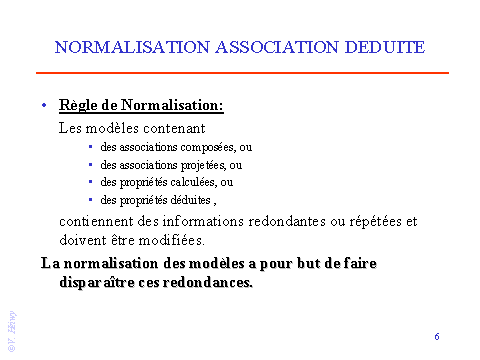 NORMALISATION ASSOCIATION DEDUITE
• Règle de Normalisation:
Les modèles contenant
• des associations composées, ou
• des associations projetées, ou
• des propriétés calculées, ou
• des propriétés déduites ,
contiennent des informations redondantes ou répétées et
doivent être modifiées.
La normalisation des modèles a pour but de faire
disparaître ces redondances.
6